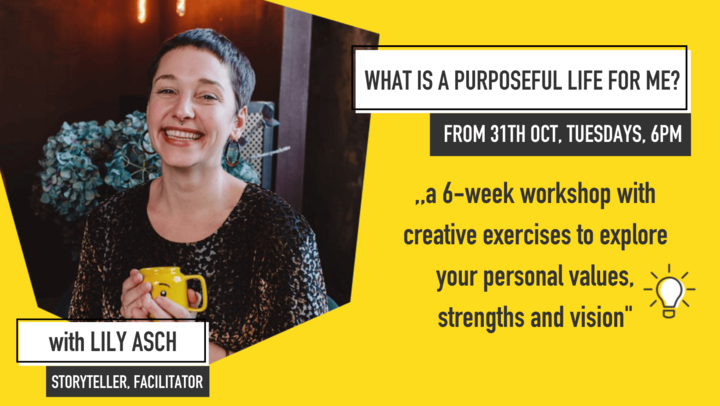 WHAT IS A PURPOSEFUL LIFE FOR ME?
FROM 31TH OCT, TUESDAYS, 6PM
,,a 6-week workshop with
creative exercises to explore
your personal values,
strengths and vision"
with LILY ASCH
STORYTELLER, FACILITATOR